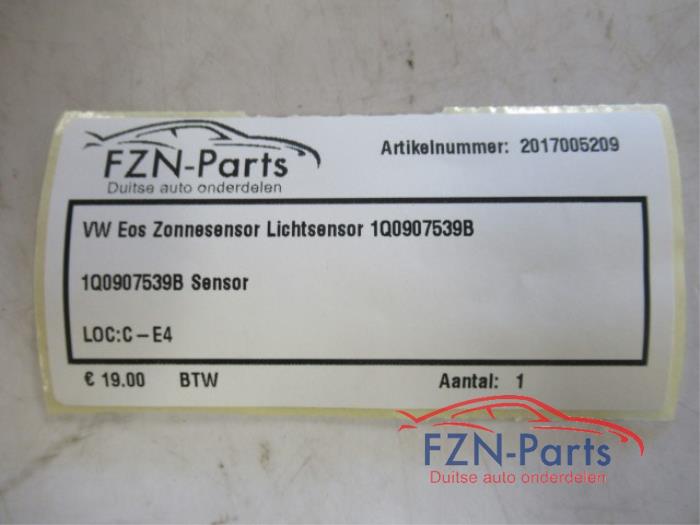 FZN-Parts
Duitse auto onderdelen
Artikelnummer: 2017005209
VW Eos Zonnesensor Lichtsensor 1Q0907539B
1Q0907539B Sensor
LOC:C-E4
€ 19.00 BTW Aantal: 1
FZN-Parts
Duitse auto onderdelen